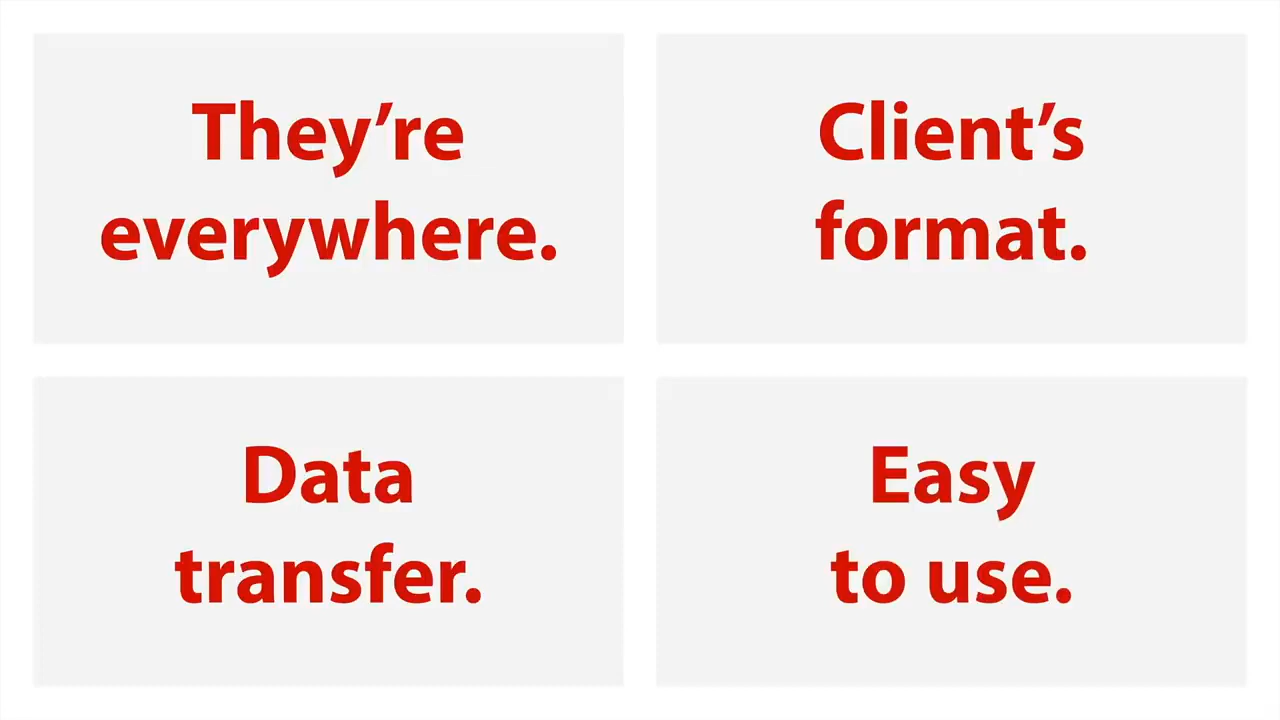 They’re
everywhere.
Client’s
format.
Data
transfer.
Easy
to use.